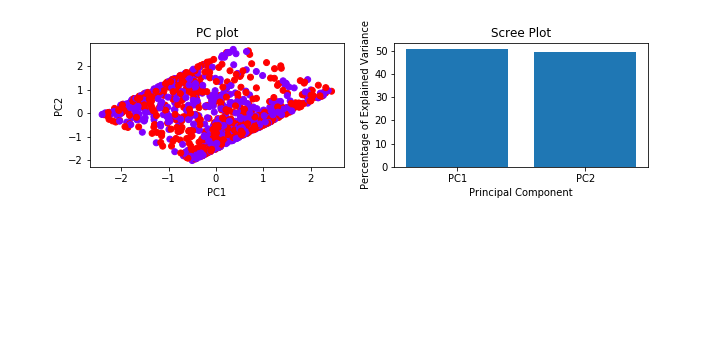 PC plot
PC2
2
1
0
−1
−2
−2
−1
0
1
2
PC1
Scree Plot
Percentage of Explained Variance
50
40
30
20
10
0
PC1
PC2
Principal Component